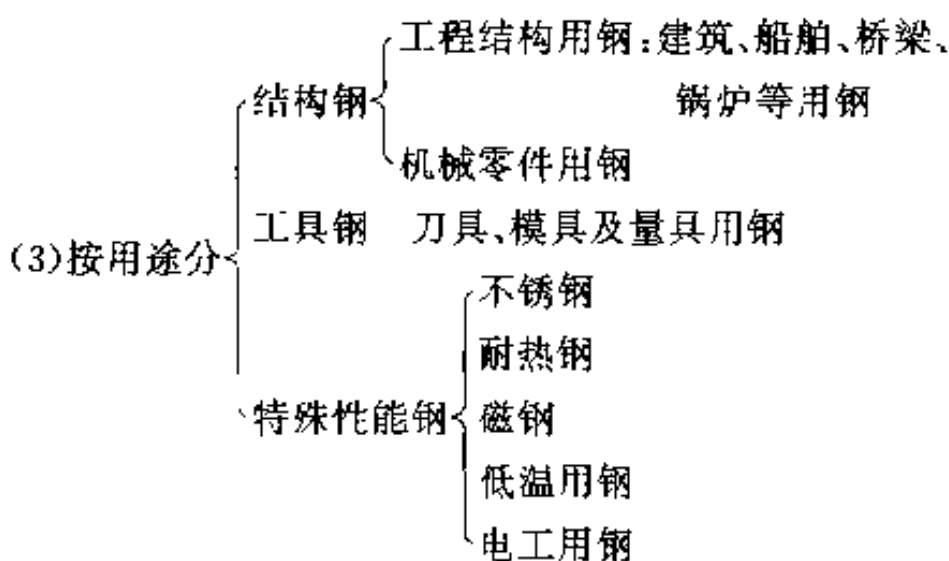 工程结构用钢:建筑、船舶、桥梁、
结构钢
锅炉等用钢
机械零件用钢
工具钢 刀具、模具及量具用钢
(3)按用途分
不锈钢
耐热钢
特殊性能钢
磁钢
低温用钢
电工用钢